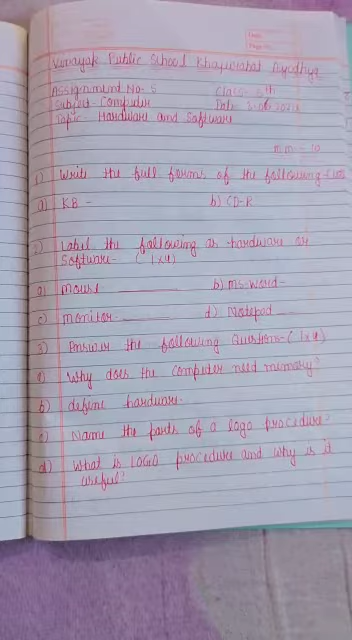 Vinayak Public School Khajurahat Ayodhya
Assignment No- 5 Class- 5th
Subject- Computer Date-
Topic- Hardware and Software
m.m - 10
1) Write the full forms of the following-
a) KB - b) CD-R
2) Label the following as hardware or
Software- (1x4)
a) mouse b) ms-word-
c) monitor d) Notepad
3) Answer the following Questions- (1x4)
a) Why does the computer need memory?
b) define hardware.
c) Name the parts of a logo procedure?
d) What is LOGO procedure and why is it
useful?